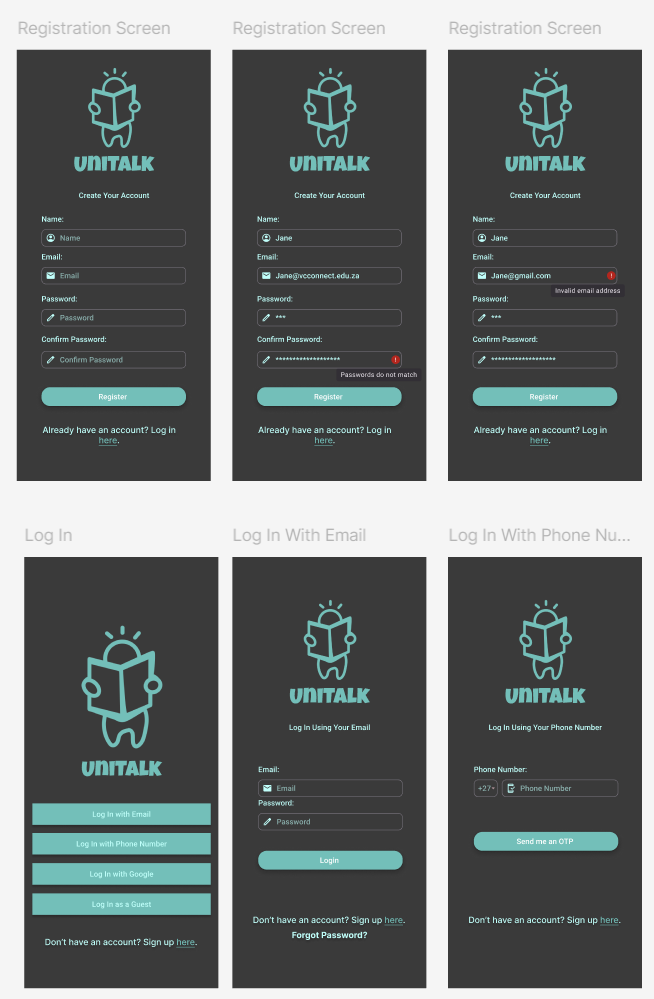 Registration Screen
UNITALK
Create Your Account
Name:
Name
Email:
Email
Password:
Password
Confirm Password:
Confirm Password
Register
Already have an account? Log in
here.
Registration Screen
UNITALK
Create Your Account
Name:
Jane
Email:
Jane@vcconnect.edu.za
Password:
***
Confirm Password:
*******************
!
Passwords do not match
Register
Already have an account? Log in
here.
Registration Screen
UNITALK
Create Your Account
Name:
Jane
Email:
Jane@gmail.com
!
Invalid email address
Password:
***
Confirm Password:
*******************
Register
Already have an account? Log in
here.
Log In
UNITALK
Log In with Email
Log In with Phone Number
Log In with Google
Log In as a Guest
Don't have an account? Sign up here.
Log In With Email
UNITALK
Log In Using Your Email
Email:
Email
Password:
Password
Login
Don't have an account? Sign up here.
Forgot Password?
Log In With Phone Nu...
UNITALK
Log In Using Your Phone Number
Phone Number:
+27
Phone Number
Send me an OTP
Don't have an account? Sign up here.